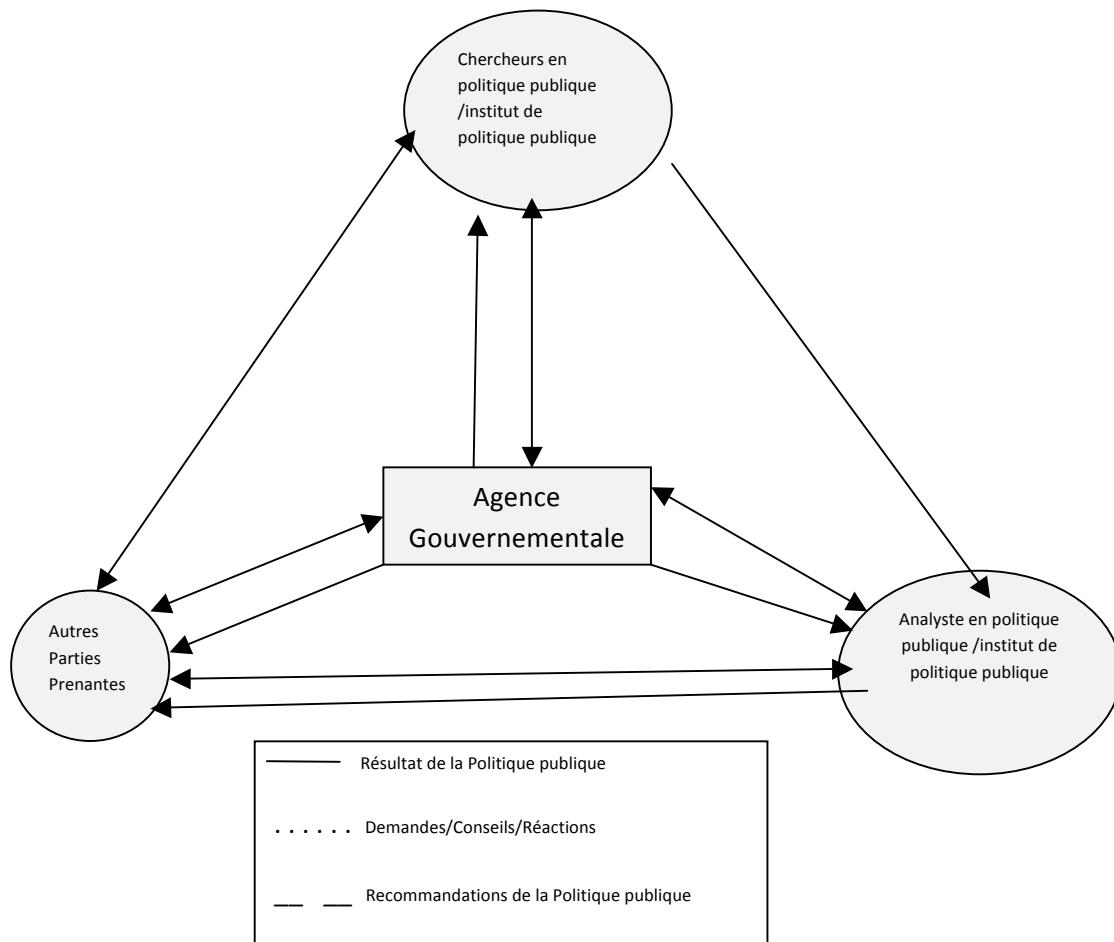 Chercheurs en
politique publique
/institut de
politique publique
Agence
Gouvernementale
Autres
Parties
Prenantes
Analyste en politique
publique /institut de
politique publique
Résultat de la Politique publique
Demandes/Conseils/Réactions
Recommandations de la Politique publique